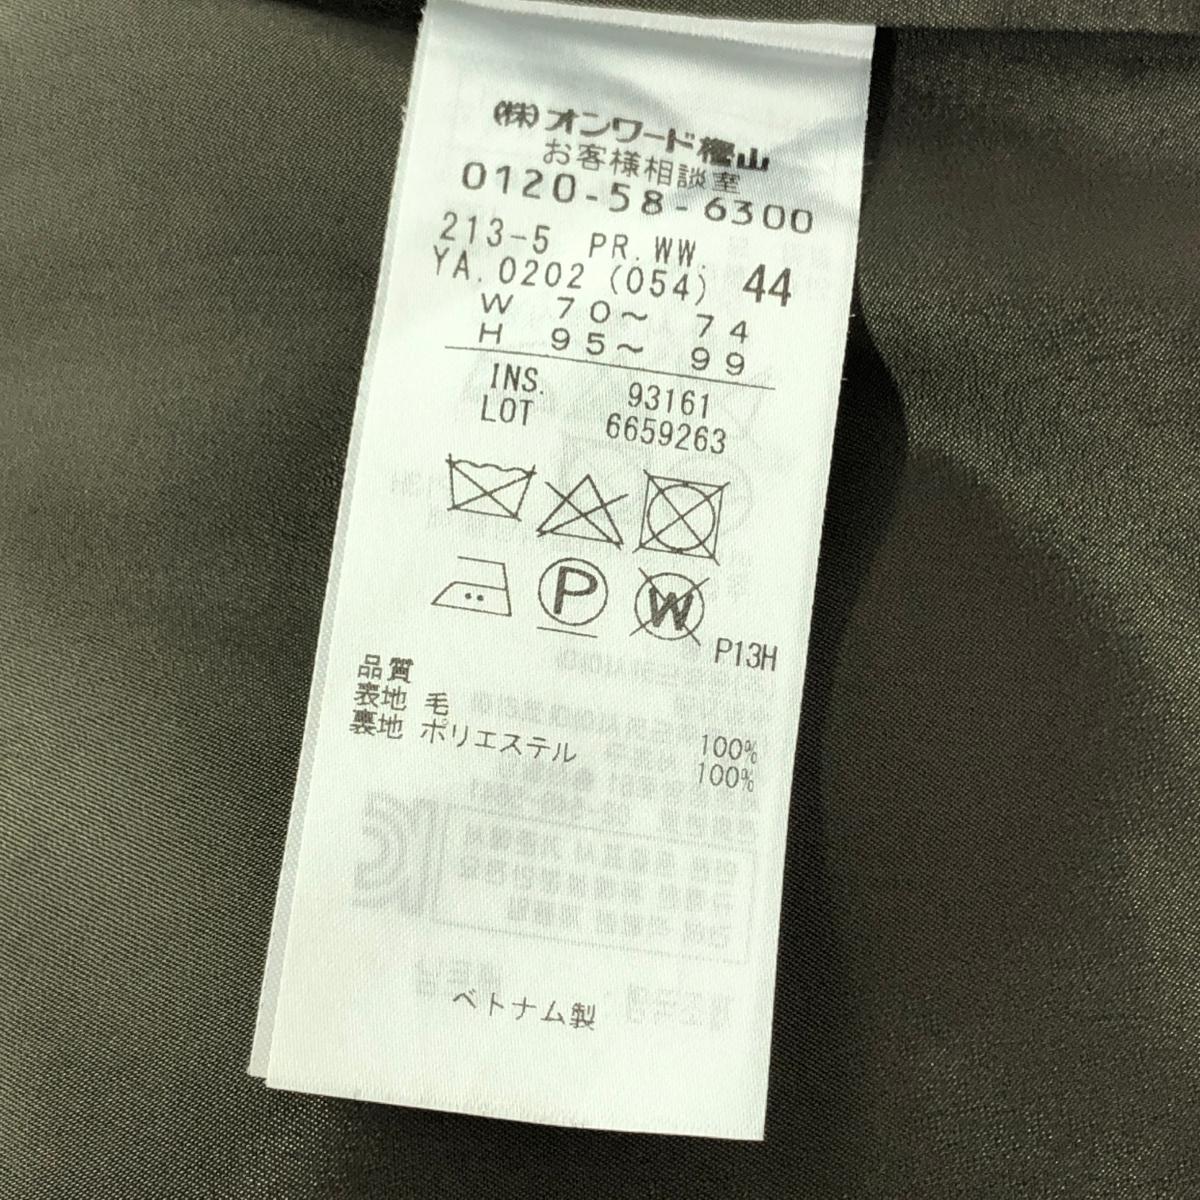 (株)オンワード樫山
お客様相談室
0120-58-6300
213-5 PR.WW.
YA.0202 (054) 44
W 70～ 74
H 95～ 99
INS. 93161
LOT 6659263
P
W
P13H
品質
表地 毛 100%
裏地 ポリエステル 100%
ベトナム製